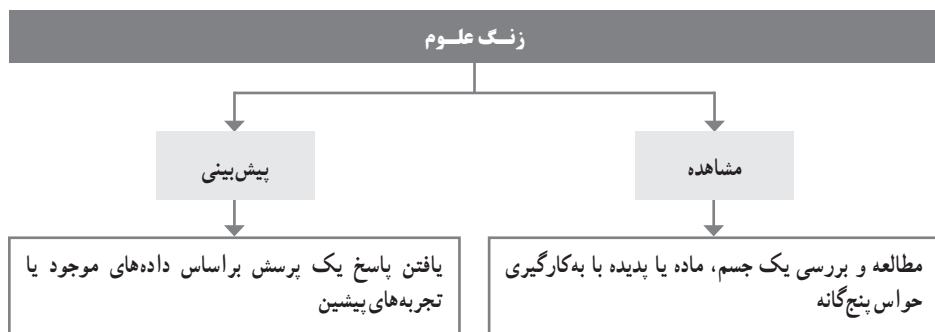 زنـگ علـوم
مشاهده
پیش‌بینی
مطالعه و بررسی یک جسم، ماده یا پدیده با به‌کارگیری
حواس پنج‌گانه
یافتن پاسخ یک پرسش براساس داده‌های موجود یا
تجربه‌های پیشین